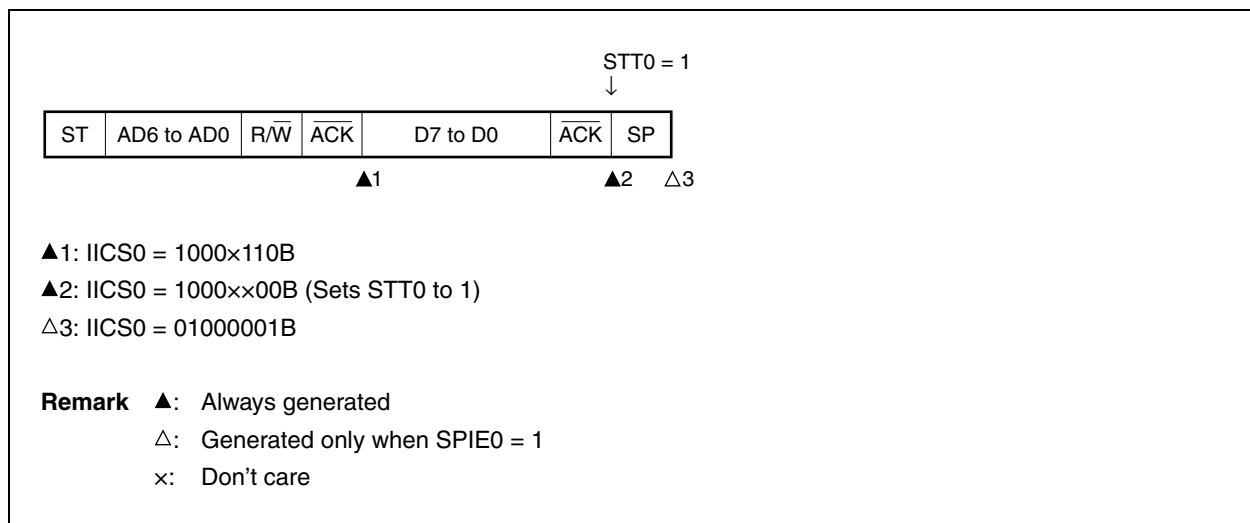 STT0 = 1
↓
ST AD6 to AD0 R/W̅ A̅C̅K̅ D7 to D0 A̅C̅K̅ SP
▲1 ▲2 △3
▲1: IICS0 = 1000×110B
▲2: IICS0 = 1000××00B (Sets STT0 to 1)
△3: IICS0 = 01000001B
Remark ▲: Always generated
△: Generated only when SPIE0 = 1
×: Don't care